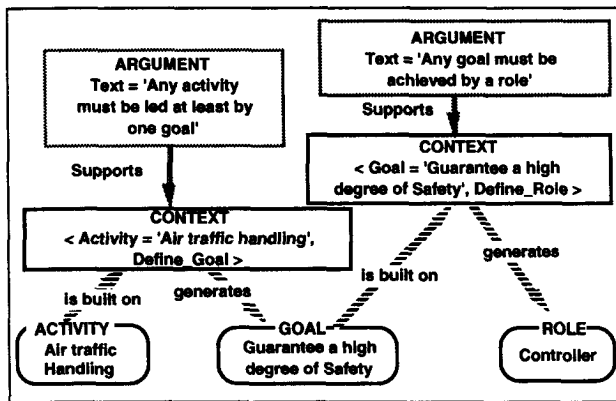 ARGUMENT
Text = 'Any activity
must be led at least by
one goal'
ARGUMENT
Text = 'Any goal must be
achieved by a role'
Supports
Supports
CONTEXT
< Goal = 'Guarantee a high
degree of Safety', Define_Role >
CONTEXT
< Activity = 'Air traffic handling',
Define_Goal >
is built on
generates
is built on
generates
ACTIVITY
Air traffic
Handling
GOAL
Guarantee a high
degree of Safety
ROLE
Controller